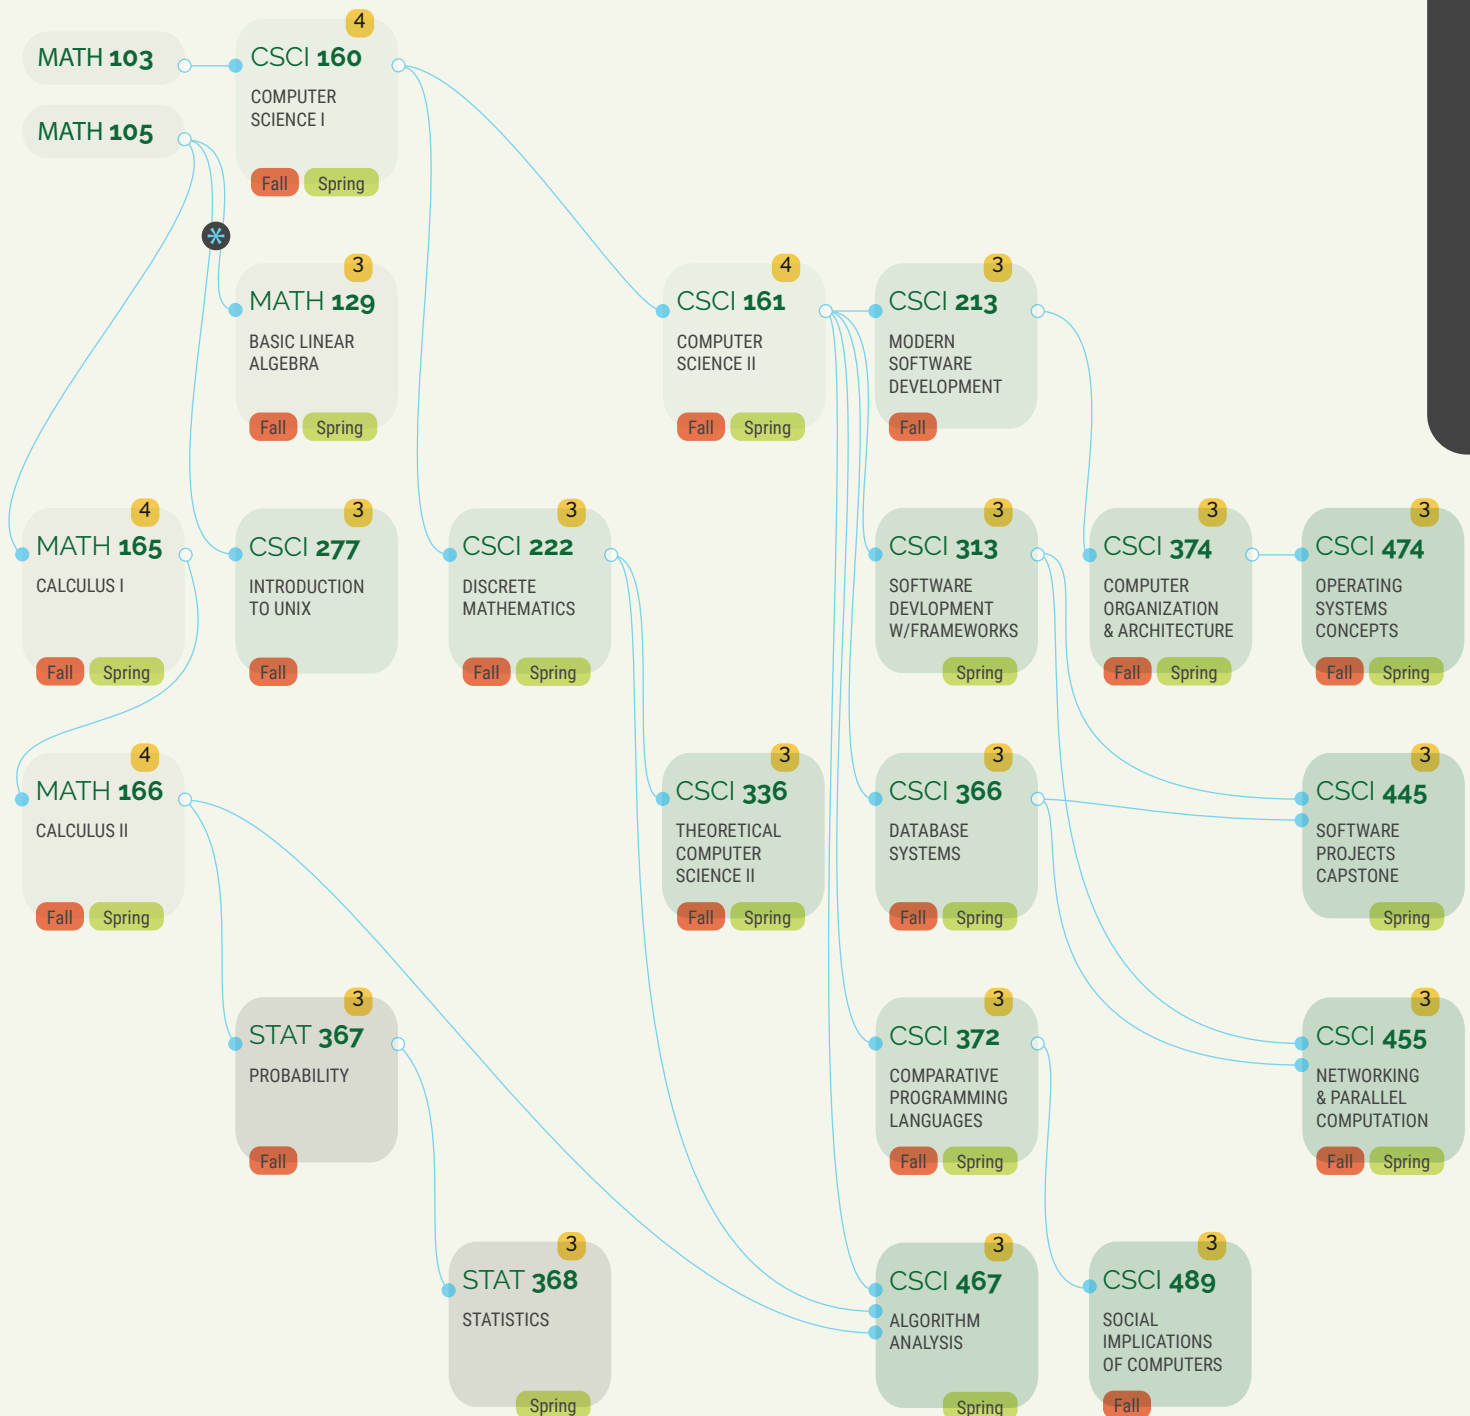 MATH 103
MATH 105
4
CSCI 160
COMPUTER
SCIENCE I
Fall Spring
3
MATH 129
BASIC LINEAR
ALGEBRA
Fall Spring
4
CSCI 161
COMPUTER
SCIENCE II
Fall Spring
3
CSCI 213
MODERN
SOFTWARE
DEVELOPMENT
Fall
4
MATH 165
CALCULUS I
Fall Spring
3
CSCI 277
INTRODUCTION
TO UNIX
Fall
3
CSCI 222
DISCRETE
MATHEMATICS
Fall Spring
3
CSCI 313
SOFTWARE
DEVLOPMENT
W/FRAMEWORKS
Spring
3
CSCI 374
COMPUTER
ORGANIZATION
& ARCHITECTURE
Fall Spring
3
CSCI 474
OPERATING
SYSTEMS
CONCEPTS
Fall Spring
4
MATH 166
CALCULUS II
Fall Spring
3
CSCI 336
THEORETICAL
COMPUTER
SCIENCE II
Fall Spring
3
CSCI 366
DATABASE
SYSTEMS
Fall Spring
3
CSCI 445
SOFTWARE
PROJECTS
CAPSTONE
Spring
3
STAT 367
PROBABILITY
Fall
3
CSCI 372
COMPARATIVE
PROGRAMMING
LANGUAGES
Fall Spring
3
CSCI 455
NETWORKING
& PARALLEL
COMPUTATION
Fall Spring
3
STAT 368
STATISTICS
Spring
3
CSCI 467
ALGORITHM
ANALYSIS
Spring
3
CSCI 489
SOCIAL
IMPLICATIONS
OF COMPUTERS
Fall